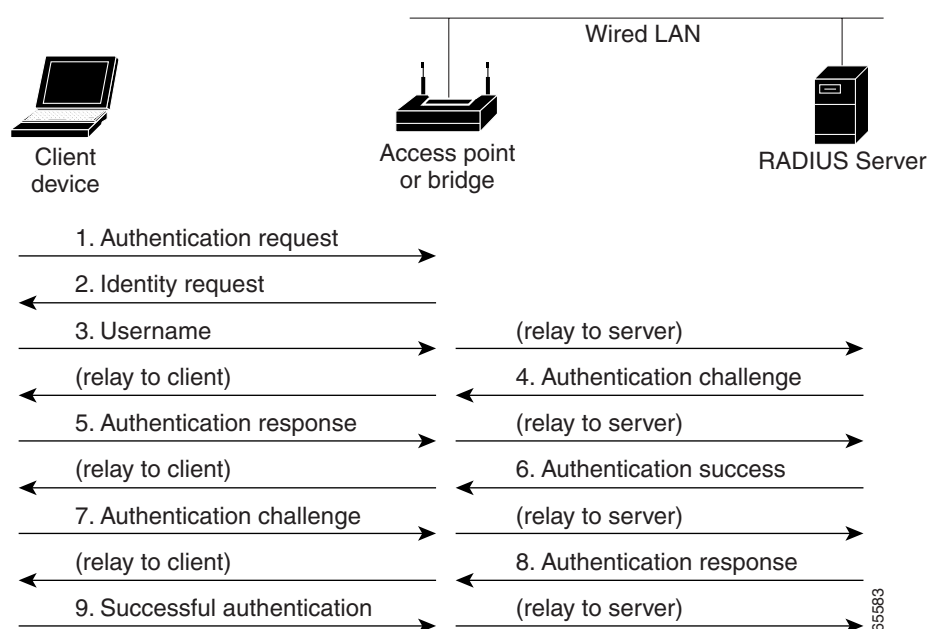 Wired LAN
Client
device
Access point
or bridge
RADIUS Server
1. Authentication request
2. Identity request
3. Username
(relay to server)
(relay to client)
4. Authentication challenge
5. Authentication response
(relay to server)
(relay to client)
6. Authentication success
7. Authentication challenge
(relay to server)
(relay to client)
8. Authentication response
9. Successful authentication
(relay to server)
65583